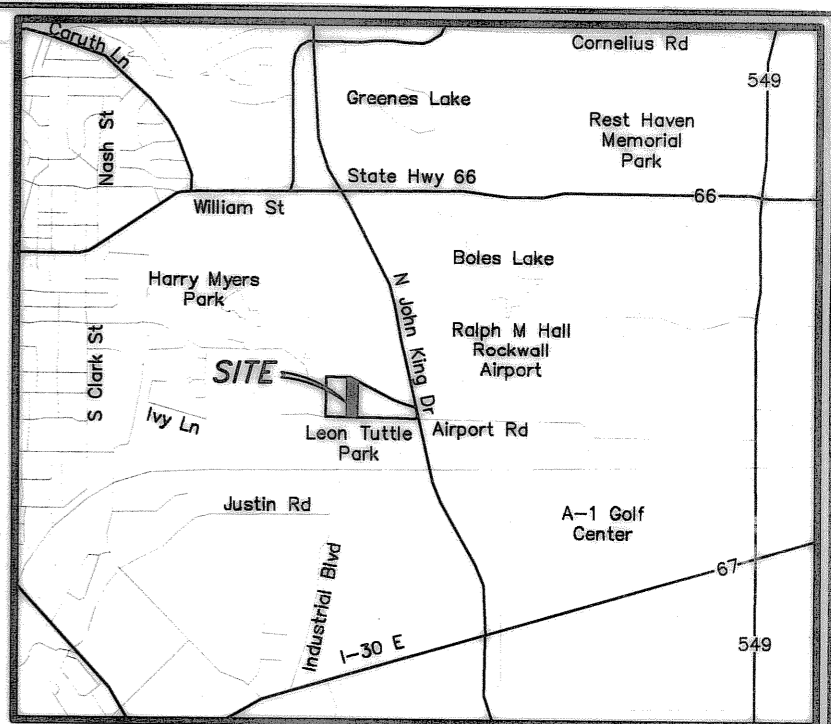 Caruth Ln
Cornelius Rd
549
Greenes Lake
Nash St
Rest Haven
Memorial
Park
State Hwy 66
66
William St
Boles Lake
Harry Myers
Park
N John King Dr
Ralph M Hall
Rockwall
Airport
S Clark St
SITE
Ivy Ln
Leon Tuttle
Park
Airport Rd
Justin Rd
A-1 Golf
Center
Industrial Blvd
67
I-30 E
549